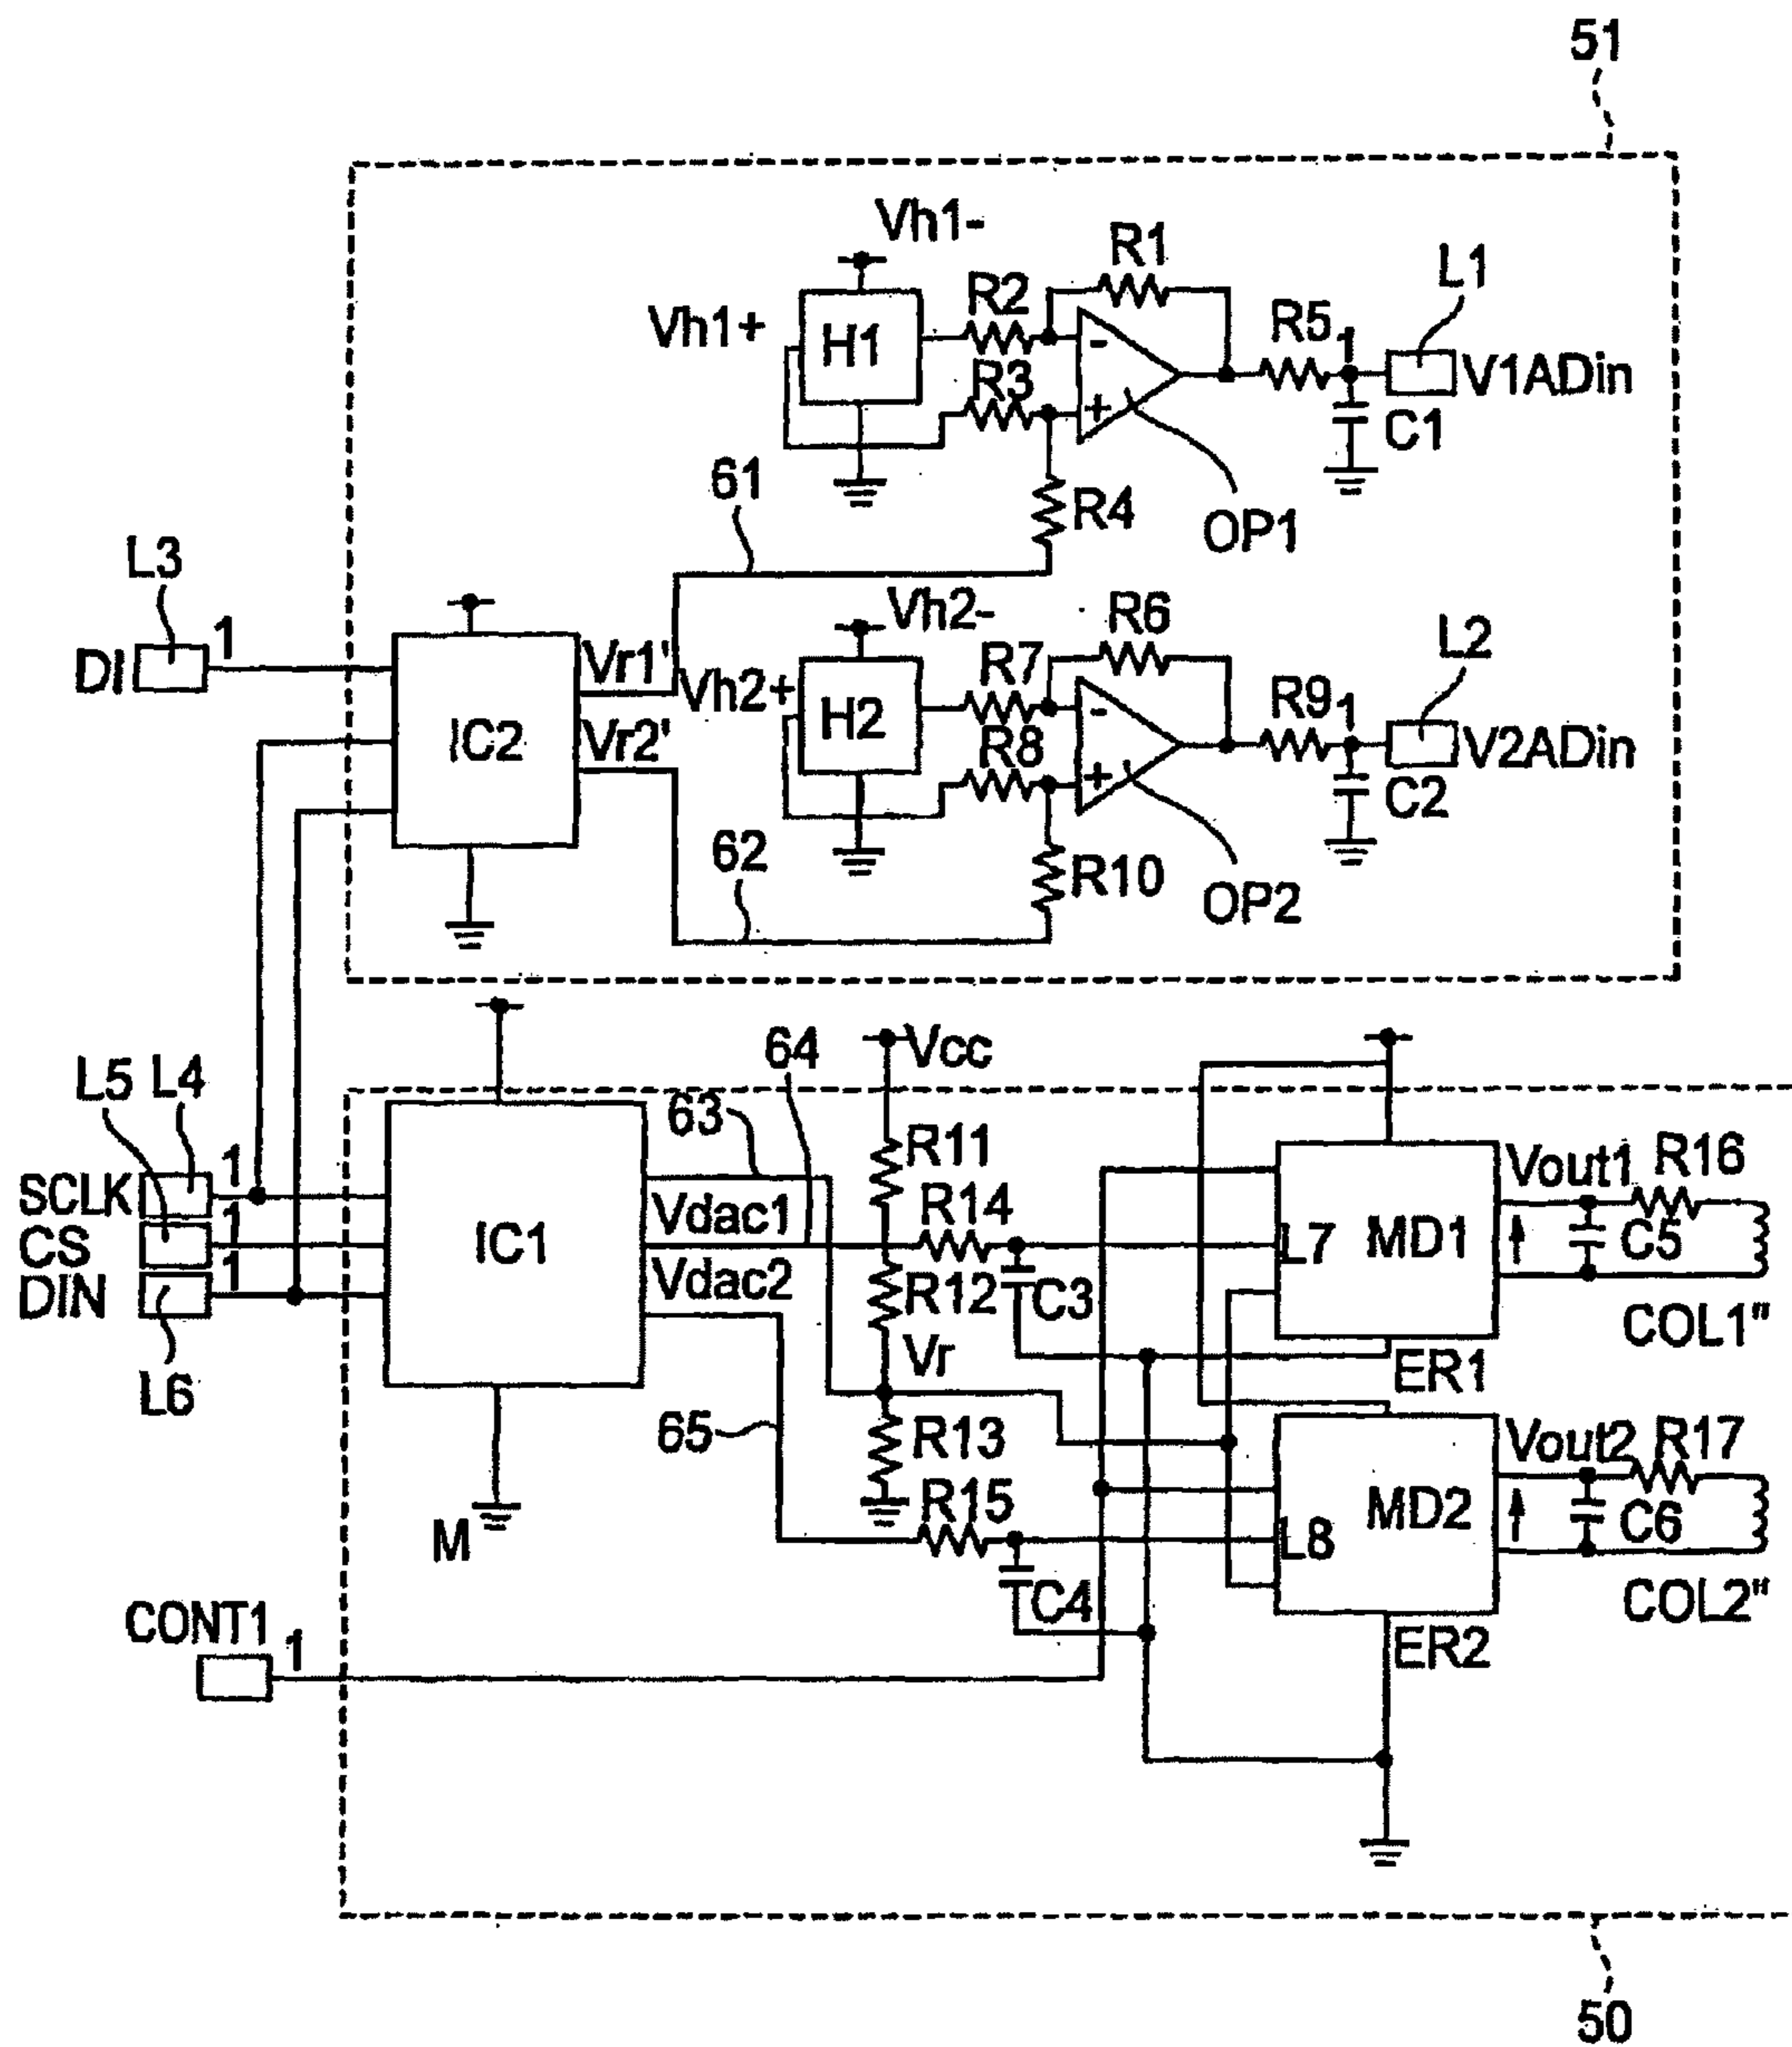 51
Vh1-
R1
L1
Vh1+
H1
R2
R5
1
V1ADin
R3
-
+
C1
61
R4
OP1
L3
DI
1
Vh2-
R6
L2
Vr1'
Vh2+
H2
R7
R9
1
V2ADin
IC2
Vr2'
R8
-
+
C2
62
R10
OP2
64
Vcc
L5
L4
63
R11
SCLK
1
Vdac1
R14
Vout1
R16
CS
1
IC1
L7
MD1
C5
DIN
1
Vdac2
R12
C3
COL1"
L6
Vr
ER1
65
R13
Vout2
R17
R15
MD2
M
L8
C6
C4
COL2"
CONT1
1
ER2
50